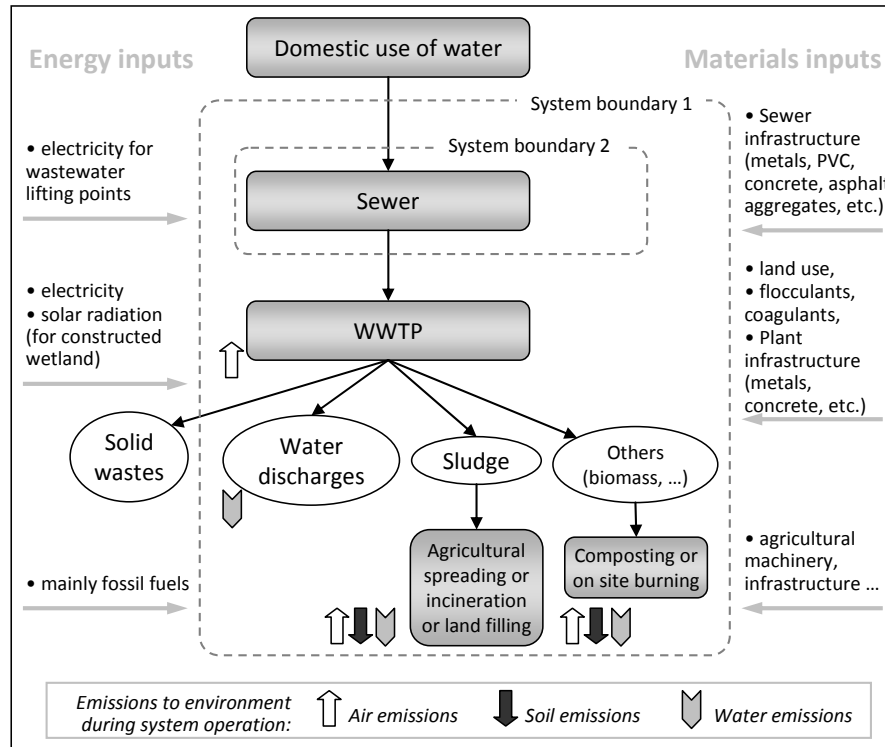 Energy inputs
Domestic use of water
Materials inputs
System boundary 1
System boundary 2
• electricity for
wastewater
lifting points
Sewer
• Sewer
infrastructure
(metals, PVC,
concrete, asphalt
aggregates, etc.)
• electricity
• solar radiation
(for constructed
wetland)
WWTP
• land use,
• flocculants,
coagulants,
• Plant
infrastructure
(metals,
concrete, etc.)
Solid
wastes
Water
discharges
Sludge
Others
(biomass, …)
• mainly fossil fuels
Agricultural
spreading or
incineration
or land filling
Composting or
on site burning
• agricultural
machinery,
infrastructure …
Emissions to environment
during system operation:
Air emissions
Soil emissions
Water emissions